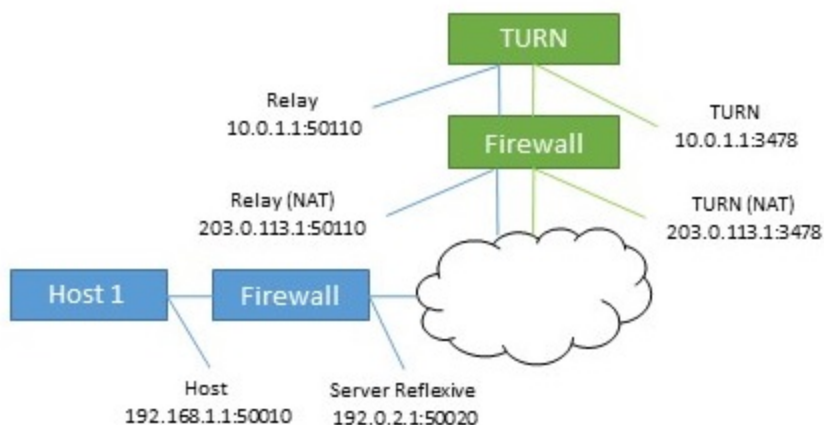 TURN
Relay
10.0.1.1:50110
TURN
10.0.1.1:3478
Firewall
Relay (NAT)
203.0.113.1:50110
TURN (NAT)
203.0.113.1:3478
Host 1
Firewall
Host
192.168.1.1:50010
Server Reflexive
192.0.2.1:50020